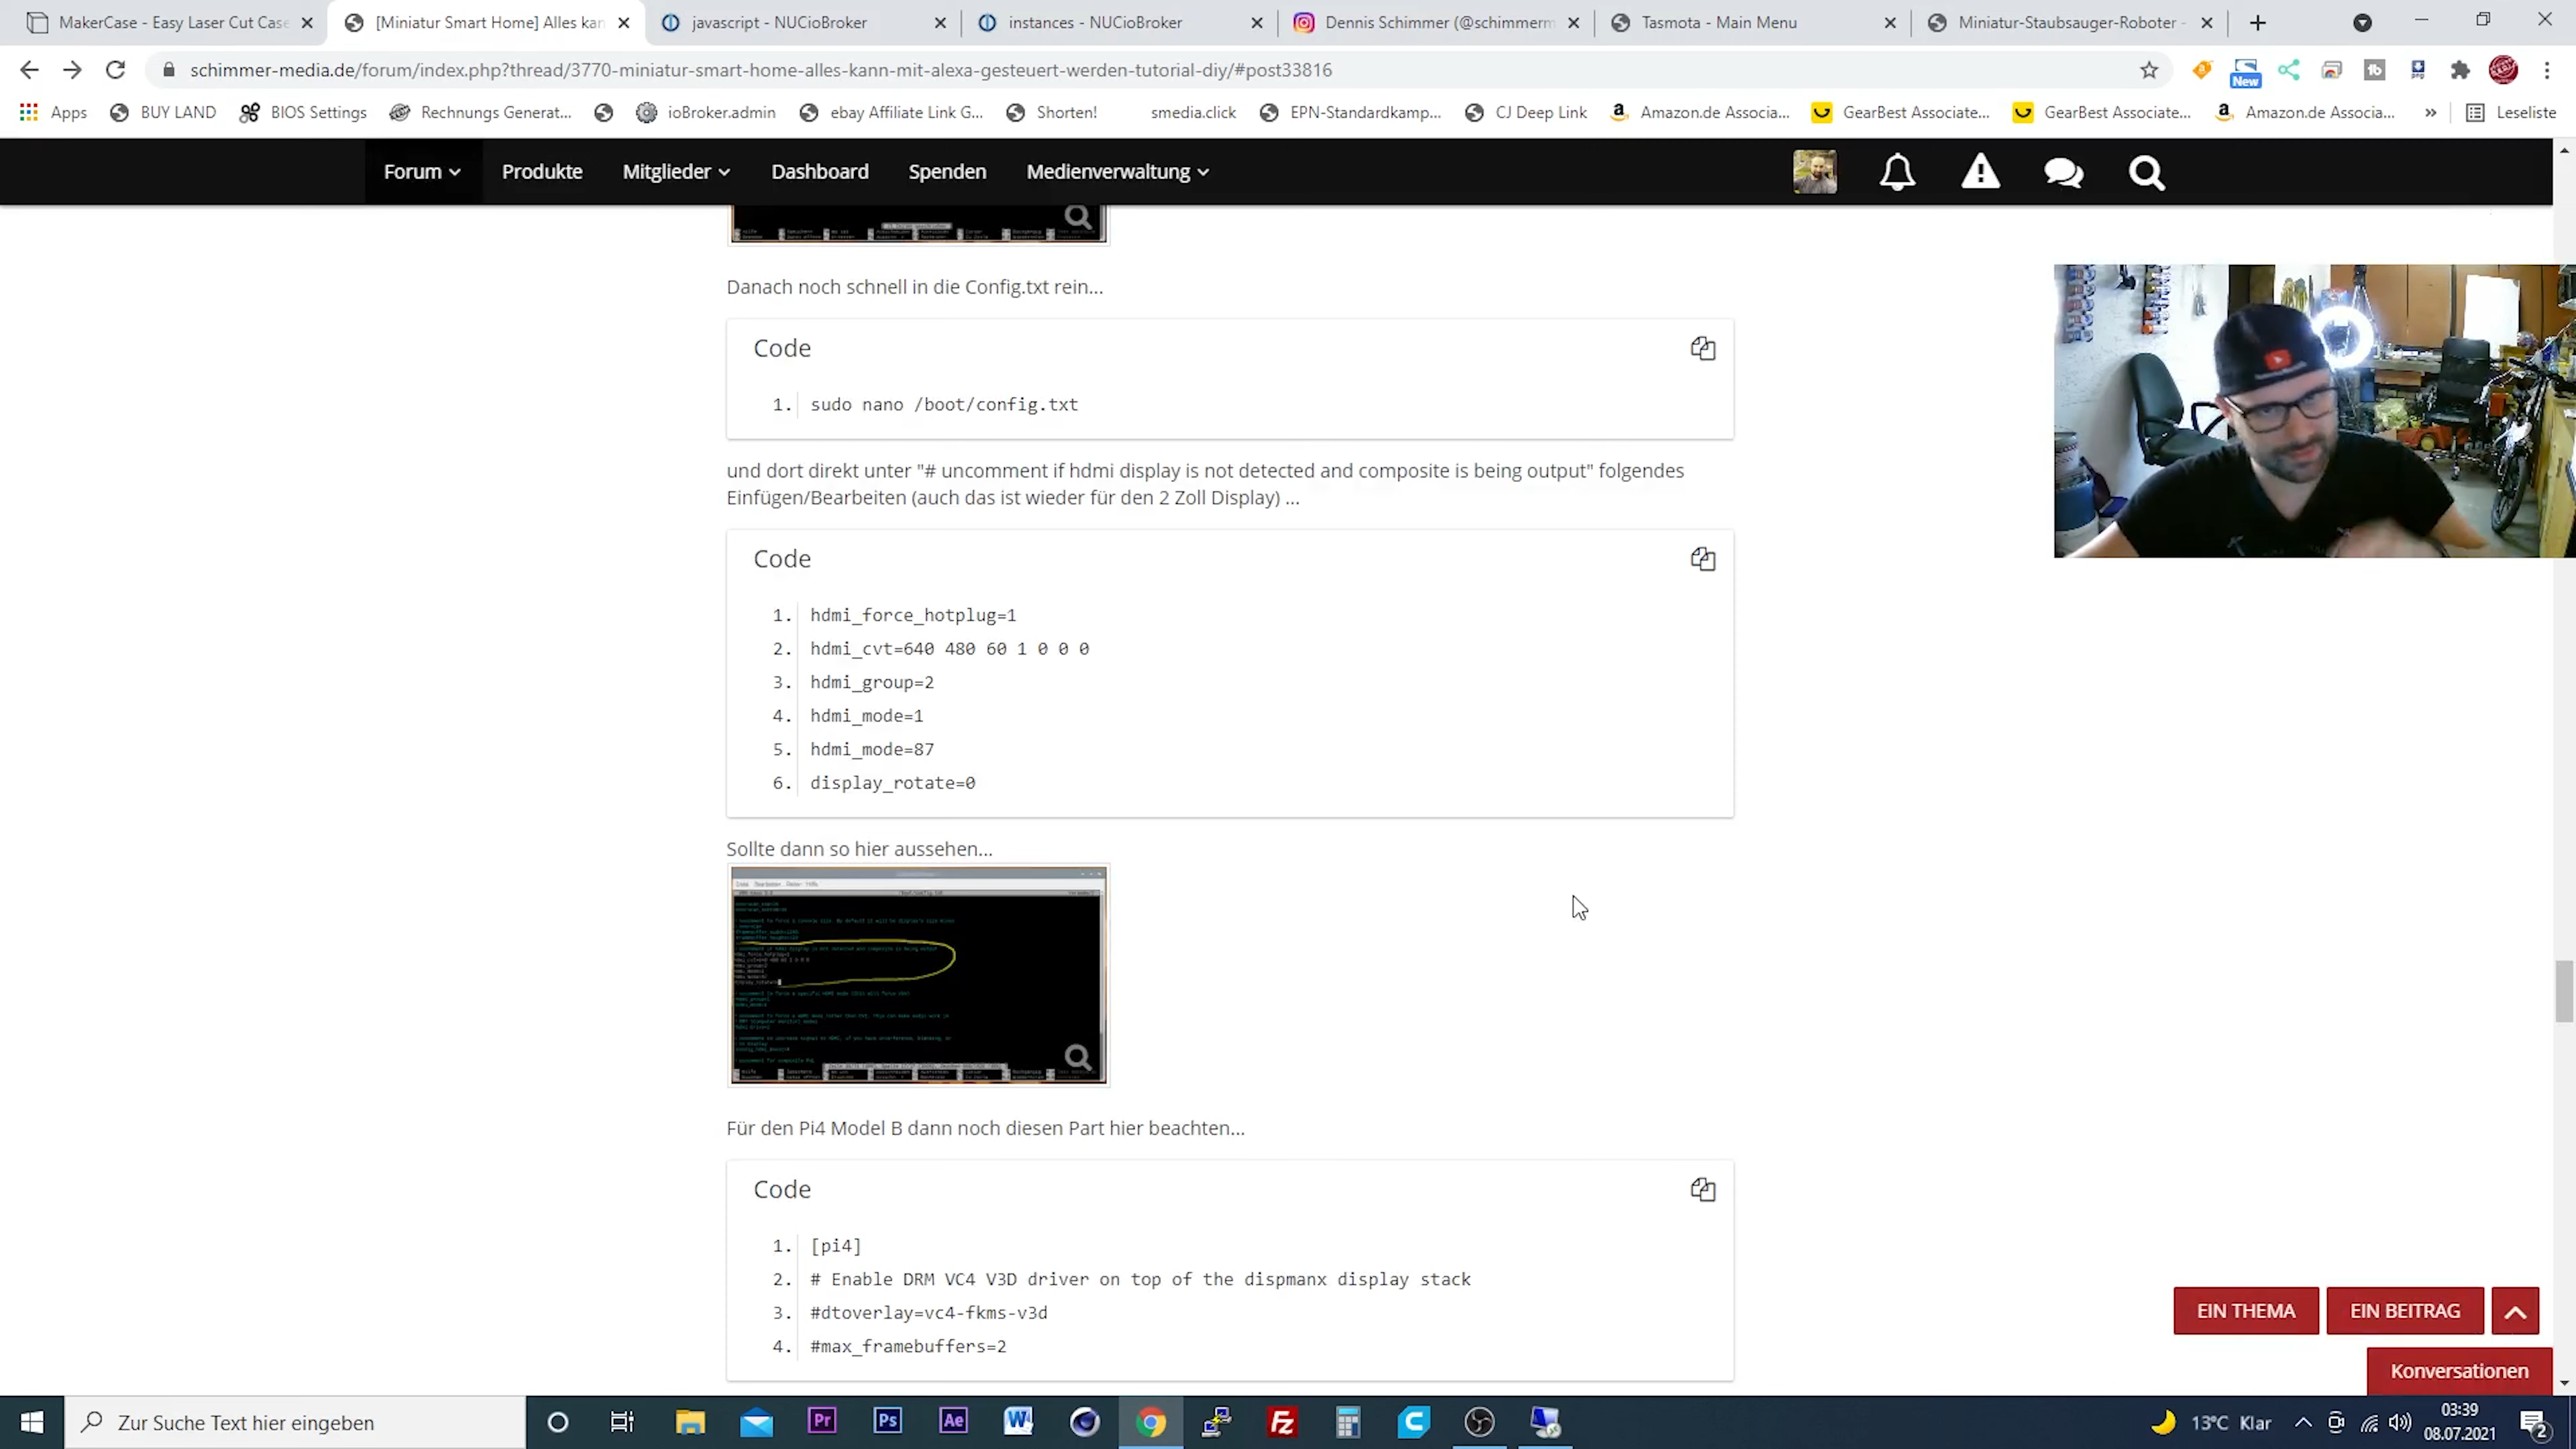 MakerCase - Easy Laser Cut Case
[Miniatur Smart Home] Alles kan
javascript - NUCioBroker
instances - NUCioBroker
Dennis Schimmer (@schimmerm
Tasmota - Main Menu
Miniatur-Staubsauger-Roboter -
schimmer-media.de/forum/index.php?thread/3770-miniatur-smart-home-alles-kann-mit-alexa-gesteuert-werden-tutorial-diy/#post33816
New
Apps
BUY LAND
BIOS Settings
Rechnungs Generat...
ioBroker.admin
ebay Affiliate Link G...
Shorten!
smedia.click
EPN-Standardkamp...
CJ Deep Link
Amazon.de Associa...
GearBest Associate...
GearBest Associate...
Amazon.de Associa...
»
Leseliste
Forum
Produkte
Mitglieder
Dashboard
Spenden
Medienverwaltung
Danach noch schnell in die Config.txt rein...
Code
1. sudo nano /boot/config.txt
und dort direkt unter "# uncomment if hdmi display is not detected and composite is being output" folgendes
Einfügen/Bearbeiten (auch das ist wieder für den 2 Zoll Display) ...
Code
1. hdmi_force_hotplug=1
2. hdmi_cvt=640 480 60 1 0 0 0
3. hdmi_group=2
4. hdmi_mode=1
5. hdmi_mode=87
6. display_rotate=0
Sollte dann so hier aussehen...
Für den Pi4 Model B dann noch diesen Part hier beachten...
Code
1. [pi4]
2. # Enable DRM VC4 V3D driver on top of the dispmanx display stack
3. #dtoverlay=vc4-fkms-v3d
4. #max_framebuffers=2
EIN THEMA
EIN BEITRAG
Konversationen
Zur Suche Text hier eingeben
Pr
Ps
Ae
W
Fz
13°C Klar
03:39
08.07.2021
2